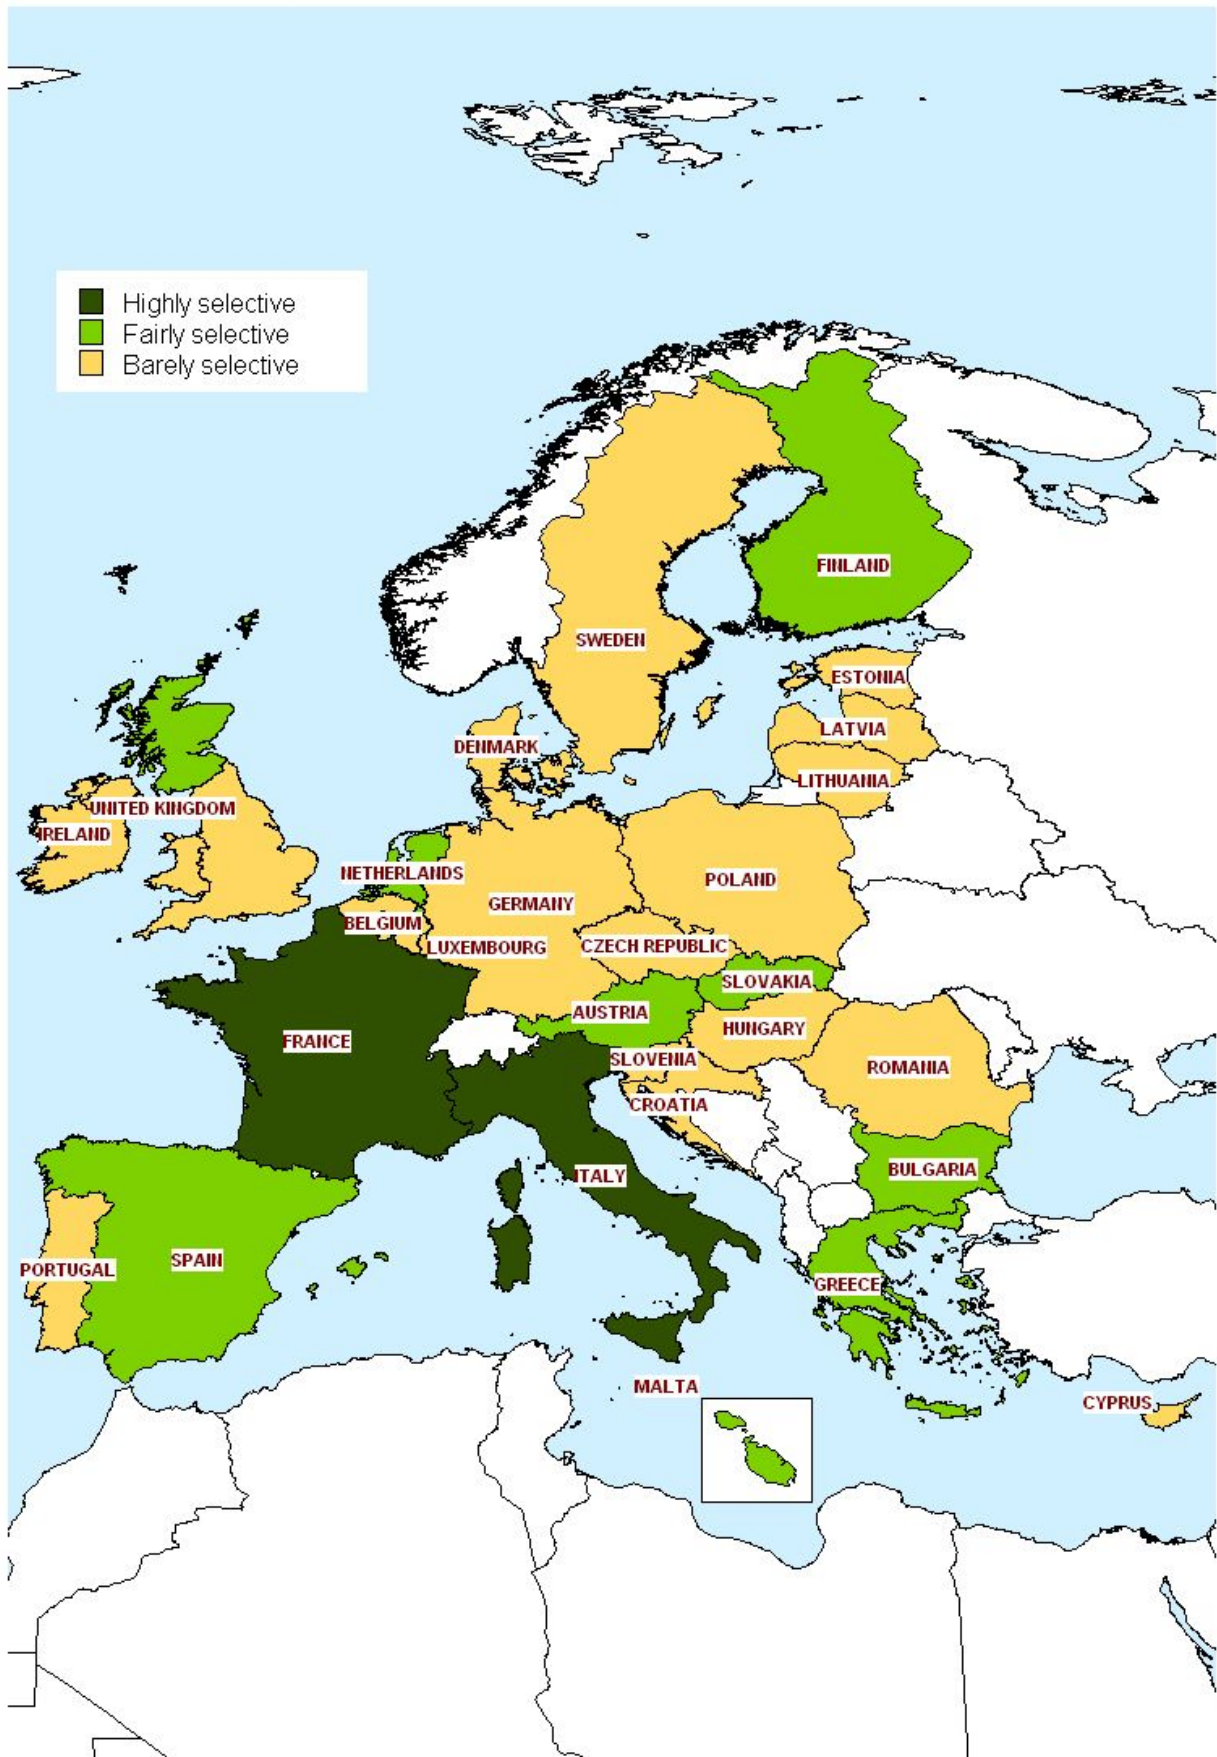 Highly selective
Fairly selective
Barely selective
FINLAND
SWEDEN
ESTONIA
LATVIA
DENMARK
LITHUANIA
UNITED KINGDOM
IRELAND
NETHERLANDS
POLAND
GERMANY
BELGIUM
LUXEMBOURG
CZECH REPUBLIC
SLOVAKIA
AUSTRIA
HUNGARY
FRANCE
SLOVENIA
ROMANIA
CROATIA
BULGARIA
ITALY
SPAIN
PORTUGAL
GREECE
MALTA
CYPRUS